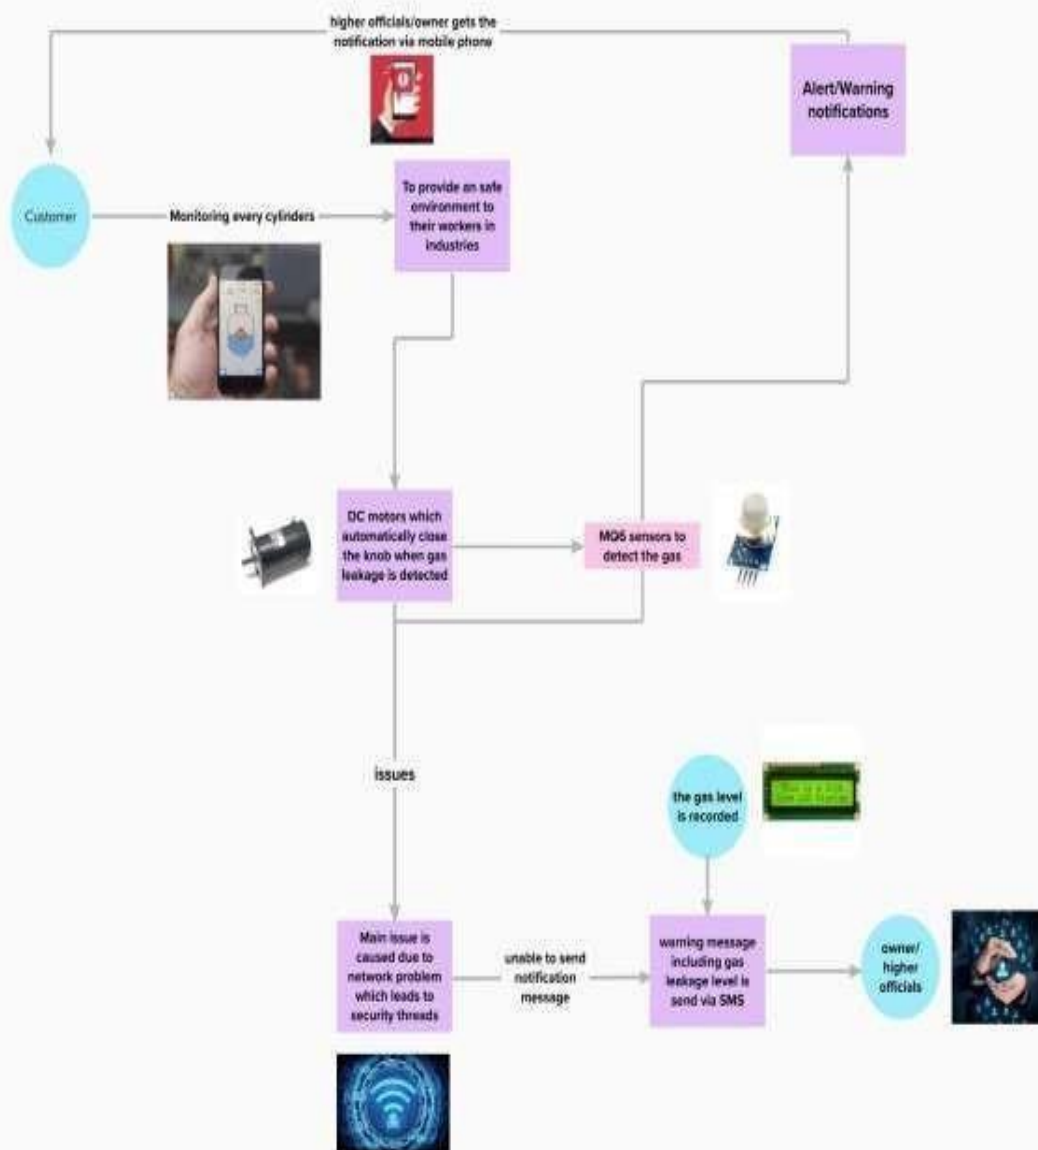 higher officials/owner gets the
notification via mobile phone
Alert/Warning
notifications
Customer
Monitoring every cylinders
To provide an safe
environment to
their workers in
industries
DC motors which
automatically close
the knob when gas
leakage is detected
MQ6 sensors to
detect the gas
issues
the gas level
is recorded
Main issue is
caused due to
network problem
which leads to
security threads
unable to send
notification
message
warning message
including gas
leakage level is
send via SMS
owner/
higher
officials